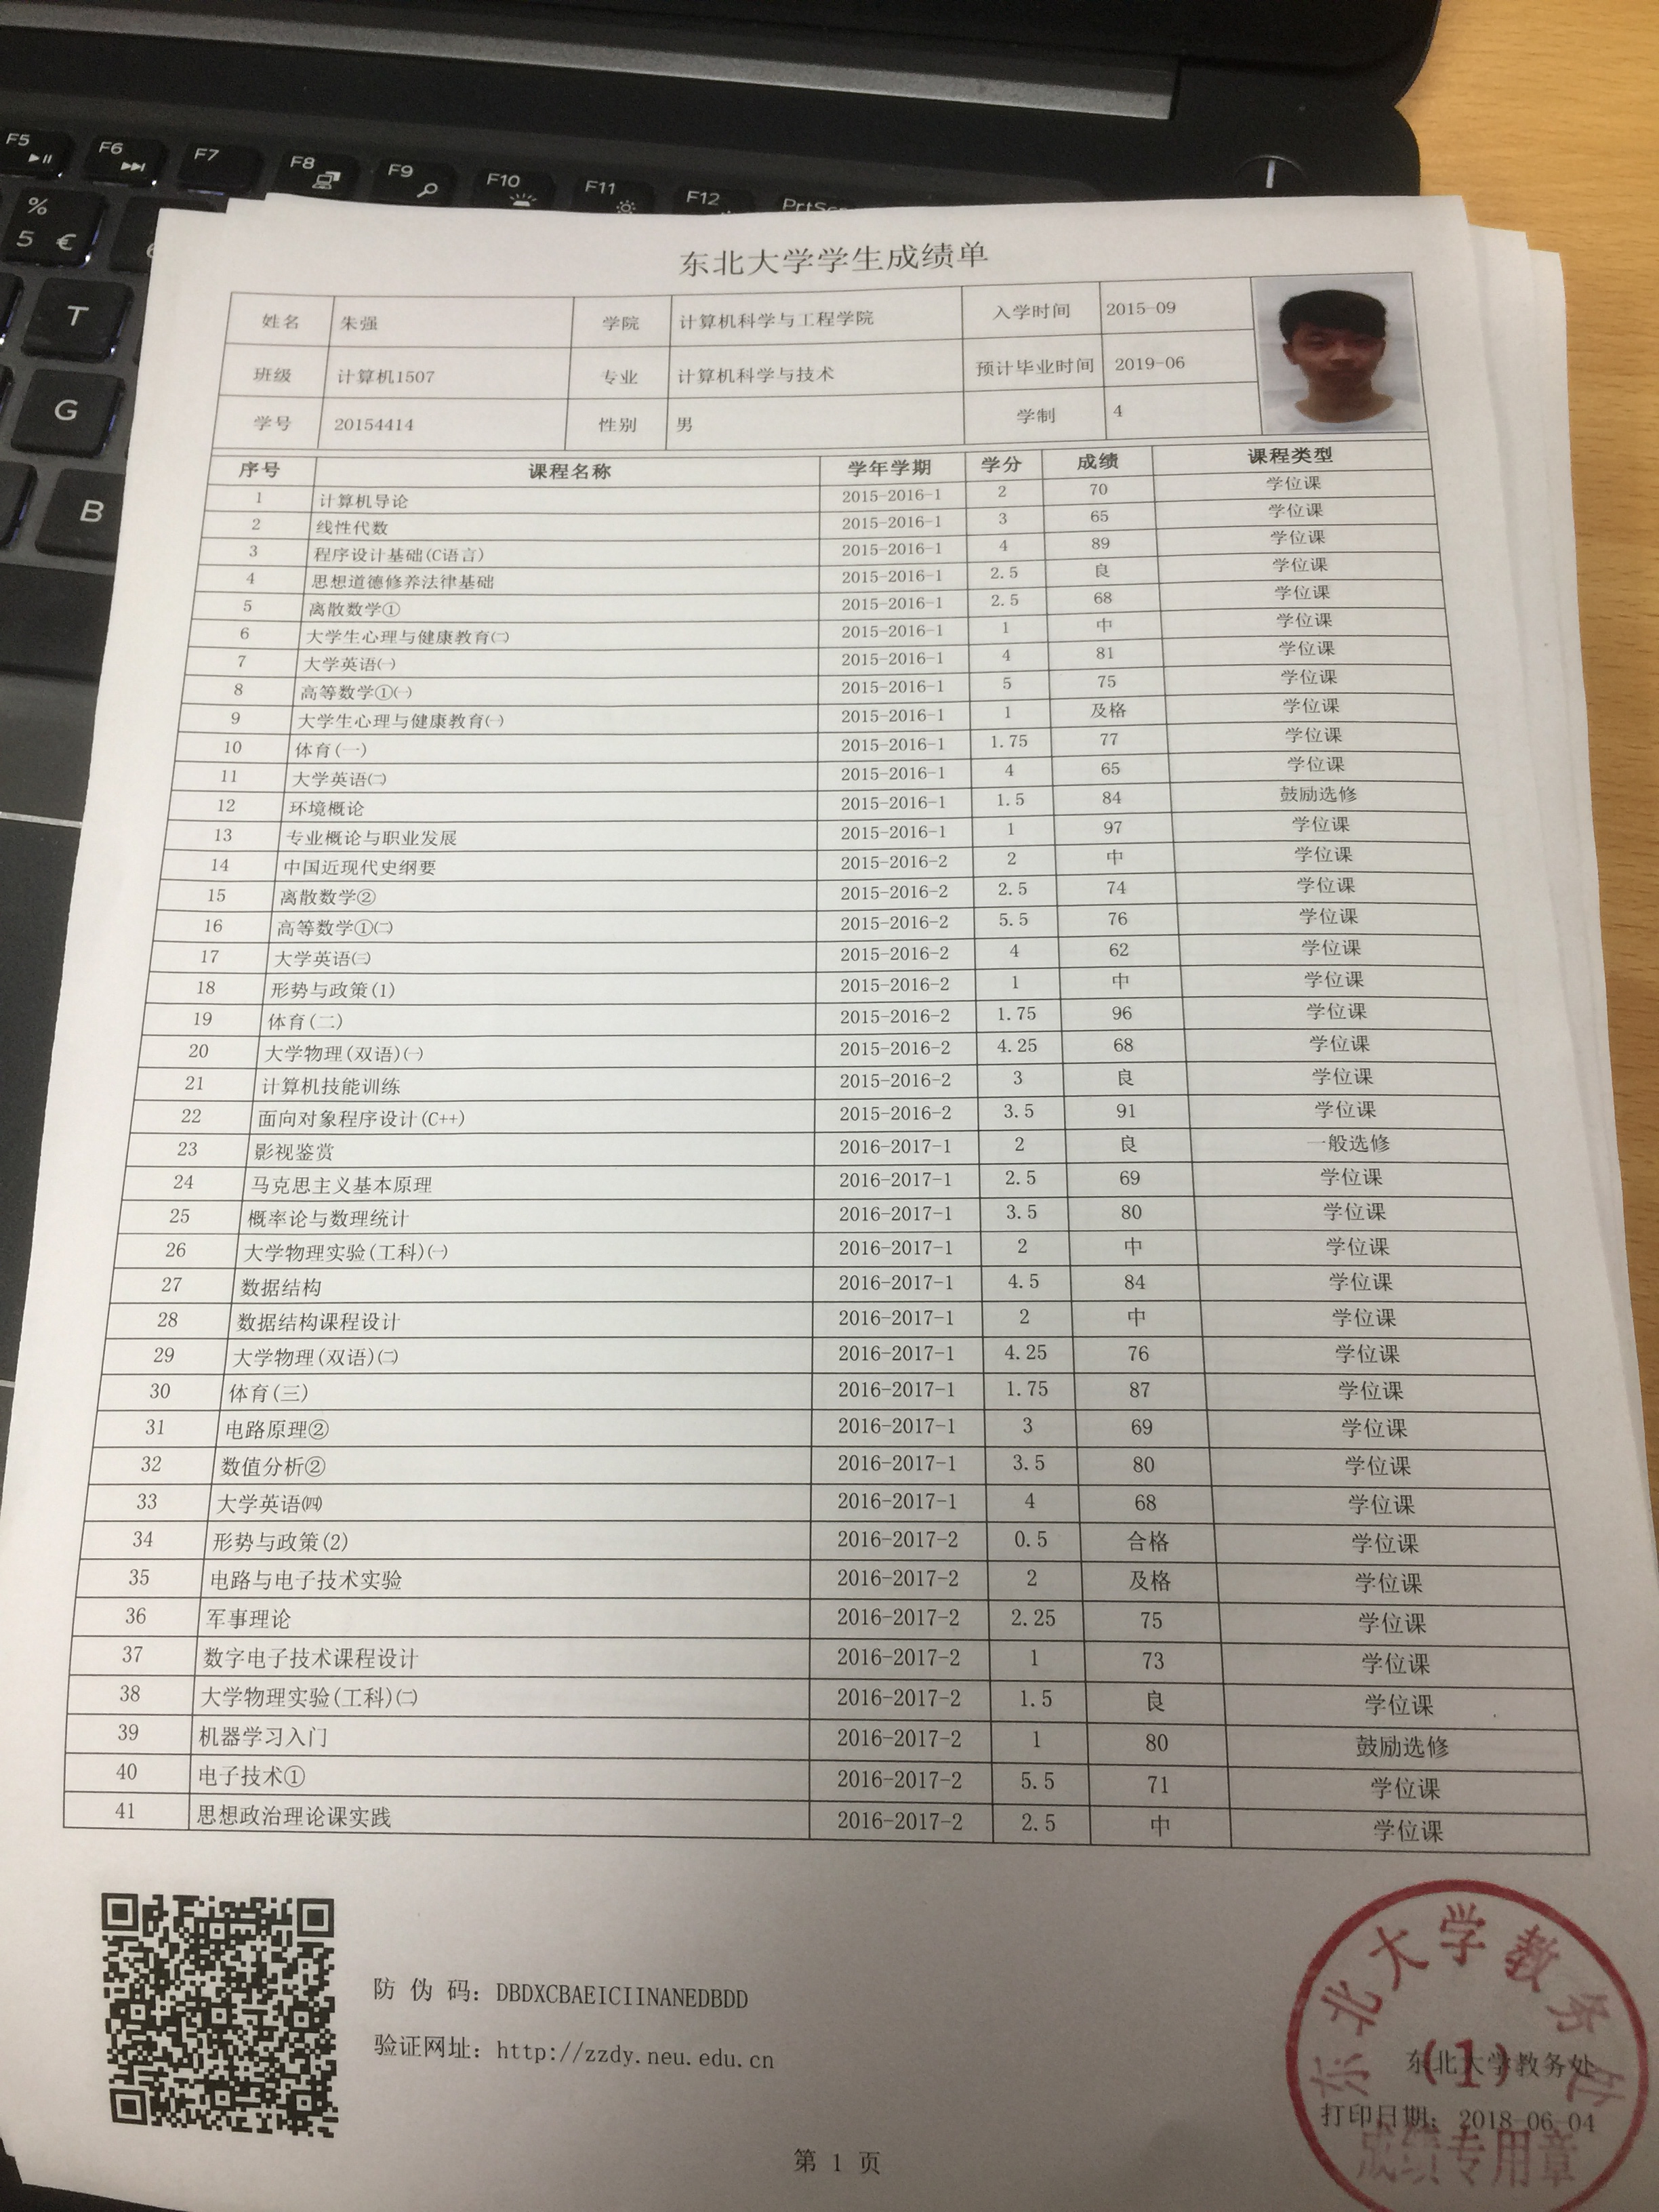 F5
F6
F7
F8
F9
F10
F11
F12
%
5 €
T
G
B
东北大学学生成绩单
姓名 朱强 学院 计算机科学与工程学院 入学时间 2015-09
班级 计算机1507 专业 计算机科学与技术 预计毕业时间 2019-06
学号 20154414 性别 男 学制 4
序号 课程名称 学年学期 学分 成绩 课程类型
1 计算机导论 2015-2016-1 2 70 学位课
2 线性代数 2015-2016-1 3 65 学位课
3 程序设计基础(C语言) 2015-2016-1 4 89 学位课
4 思想道德修养法律基础 2015-2016-1 2.5 良 学位课
5 离散数学① 2015-2016-1 2.5 68 学位课
6 大学生心理与健康教育㈡ 2015-2016-1 1 中 学位课
7 大学英语㈠ 2015-2016-1 4 81 学位课
8 高等数学①㈠ 2015-2016-1 5 75 学位课
9 大学生心理与健康教育㈠ 2015-2016-1 1 及格 学位课
10 体育(一) 2015-2016-1 1.75 77 学位课
11 大学英语㈡ 2015-2016-1 4 65 学位课
12 环境概论 2015-2016-1 1.5 84 鼓励选修
13 专业概论与职业发展 2015-2016-1 1 97 学位课
14 中国近现代史纲要 2015-2016-2 2 中 学位课
15 离散数学② 2015-2016-2 2.5 74 学位课
16 高等数学①㈡ 2015-2016-2 5.5 76 学位课
17 大学英语㈢ 2015-2016-2 4 62 学位课
18 形势与政策(1) 2015-2016-2 1 中 学位课
19 体育(二) 2015-2016-2 1.75 96 学位课
20 大学物理(双语)㈠ 2015-2016-2 4.25 68 学位课
21 计算机技能训练 2015-2016-2 3 良 学位课
22 面向对象程序设计(C++) 2015-2016-2 3.5 91 学位课
23 影视鉴赏 2016-2017-1 2 良 一般选修
24 马克思主义基本原理 2016-2017-1 2.5 69 学位课
25 概率论与数理统计 2016-2017-1 3.5 80 学位课
26 大学物理实验(工科)㈠ 2016-2017-1 2 中 学位课
27 数据结构 2016-2017-1 4.5 84 学位课
28 数据结构课程设计 2016-2017-1 2 中 学位课
29 大学物理(双语)㈡ 2016-2017-1 4.25 76 学位课
30 体育(三) 2016-2017-1 1.75 87 学位课
31 电路原理② 2016-2017-1 3 69 学位课
32 数值分析② 2016-2017-1 3.5 80 学位课
33 大学英语㈣ 2016-2017-1 4 68 学位课
34 形势与政策(2) 2016-2017-2 0.5 合格 学位课
35 电路与电子技术实验 2016-2017-2 2 及格 学位课
36 军事理论 2016-2017-2 2.25 75 学位课
37 数字电子技术课程设计 2016-2017-2 1 73 学位课
38 大学物理实验(工科)㈡ 2016-2017-2 1.5 良 学位课
39 机器学习入门 2016-2017-2 1 80 鼓励选修
40 电子技术① 2016-2017-2 5.5 71 学位课
41 思想政治理论课实践 2016-2017-2 2.5 中 学位课
防 伪 码: DBDXCBAEICIINANEDBDD
验证网址: http://zzdy.neu.edu.cn
东北大学教务处
(1)
东北大学教务处
打印日期: 2018-06-04
成绩专用章
第 1 页